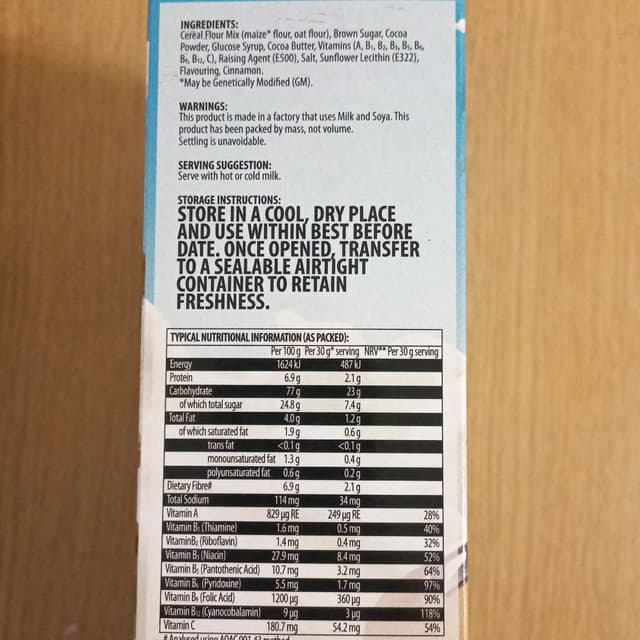 INGREDIENTS:
Cereal Flour Mix (maize* flour, oat flour), Brown Sugar, Cocoa
Powder, Glucose Syrup, Cocoa Butter, Vitamins (A, B₁, B₂, B₃, B₅, B₆,
B₉, B₁₂, C), Raising Agent (E500), Salt, Sunflower Lecithin (E322),
Flavouring, Cinnamon.
*May be Genetically Modified (GM).
WARNINGS:
This product is made in a factory that uses Milk and Soya. This
product has been packed by mass, not volume.
Settling is unavoidable.
SERVING SUGGESTION:
Serve with hot or cold milk.
STORAGE INSTRUCTIONS:
STORE IN A COOL, DRY PLACE
AND USE WITHIN BEST BEFORE
DATE. ONCE OPENED, TRANSFER
TO A SEALABLE AIRTIGHT
CONTAINER TO RETAIN
FRESHNESS.
TYPICAL NUTRITIONAL INFORMATION (AS PACKED):
Per 100 g Per 30 g* serving NRV** Per 30 g serving
Energy 1624 kJ 487 kJ
Protein 6.9 g 2.1 g
Carbohydrate 77 g 23 g
of which total sugar 24.8 g 7.4 g
Total Fat 4.0 g 1.2 g
of which saturated fat 1.9 g 0.6 g
trans fat <0.1 g <0.1 g
monounsaturated fat 1.3 g 0.4 g
polyunsaturated fat 0.6 g 0.2 g
Dietary Fibre# 6.9 g 2.1 g
Total Sodium 114 mg 34 mg
Vitamin A 829 µg RE 249 µg RE 28%
Vitamin B₁ (Thiamine) 1.6 mg 0.5 mg 40%
Vitamin B₂ (Riboflavin) 1.4 mg 0.4 mg 32%
Vitamin B₃ (Niacin) 27.9 mg 8.4 mg 52%
Vitamin B₅ (Pantothenic Acid) 10.7 mg 3.2 mg 64%
Vitamin B₆ (Pyridoxine) 5.5 mg 1.7 mg 97%
Vitamin B₉ (Folic Acid) 1200 µg 360 µg 90%
Vitamin B₁₂ (Cyanocobalamin) 9 µg 3 µg 118%
Vitamin C 180.7 mg 54.2 mg 54%
# Analysed using AOAC 991.43 method